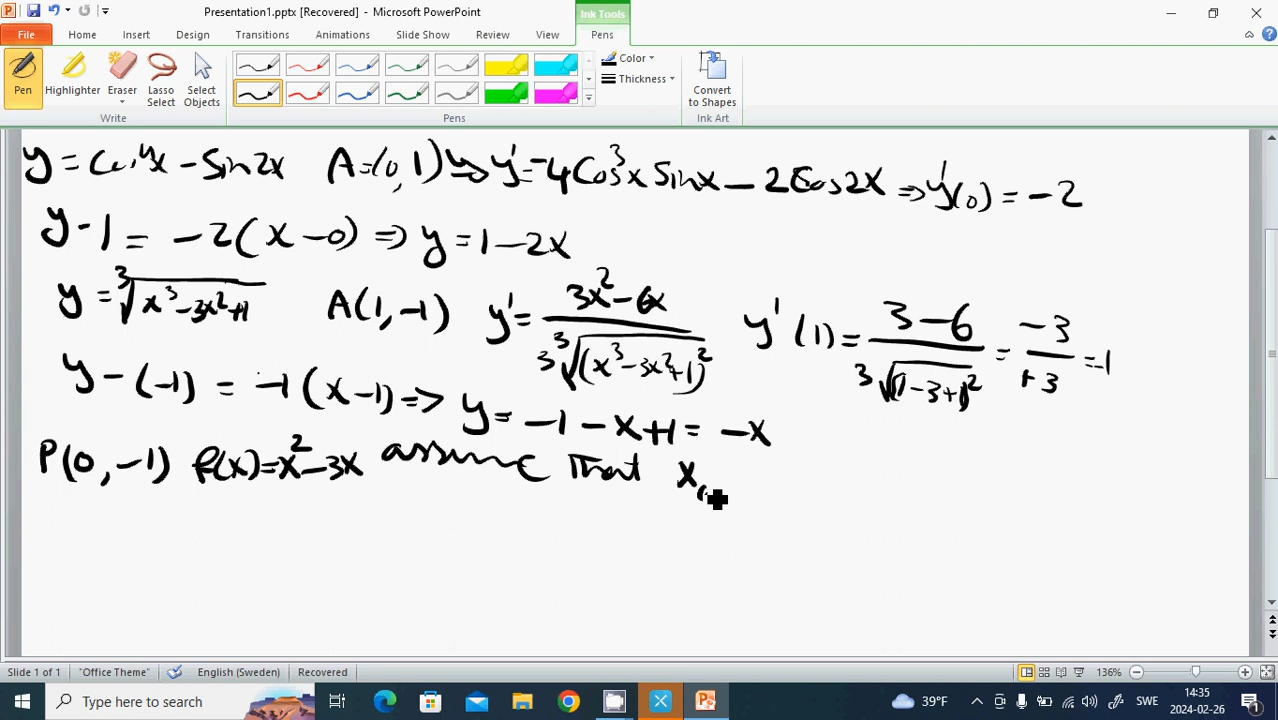 Presentation1.pptx [Recovered] - Microsoft PowerPoint
Ink Tools
File Home Insert Design Transitions Animations Slide Show Review View Pens
Pen Highlighter Eraser Lasso Select Select Objects
Color
Thickness
Convert to Shapes
Write Pens Ink Art
y = Cos⁴x - Sin2x A=(0,1) ⇒ y' = -4Cos³x Sinx - 2Cos2x ⇒ y'(0) = -2
y-1 = -2(x-0) ⇒ y = 1-2x
y = ∛(x³-3x²+1) A(1,-1) y' = (3x²-6x)/(3∛(x³-3x²+1)²) y'(1) = (3-6)/(3∛(1-3+1)²) = -3/+3 = -1
y-(-1) = -1(x-1) ⇒ y = -1-x+1 = -x
P(0,-1) f(x)=x²-3x assume that x
Slide 1 of 1 "Office Theme" English (Sweden) Recovered 136%
Type here to search 39°F SWE 14:35
2024-02-26